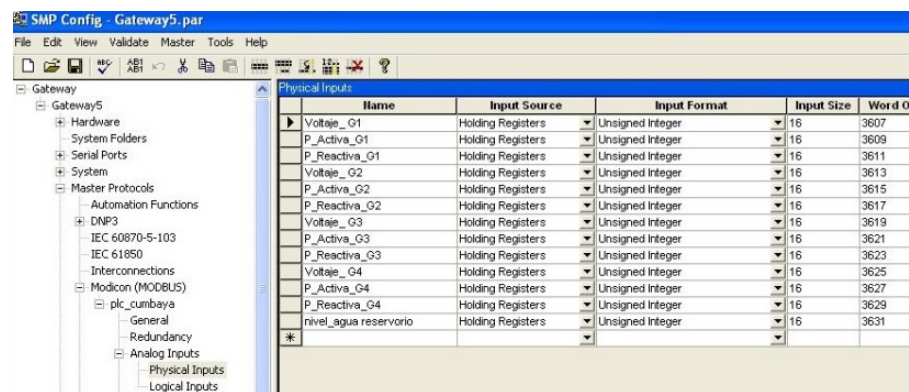 SMP Config - Gateway5.par
File Edit View Validate Master Tools Help
Gateway
Gateway5
Hardware
System Folders
Serial Ports
System
Master Protocols
Automation Functions
DNP3
IEC 60870-5-103
IEC 61850
Interconnections
Modicon (MODBUS)
plc_cumbaya
General
Redundancy
Analog Inputs
Physical Inputs
Logical Inputs
Physical Inputs
Name Input Source Input Format Input Size Word O
Voltaje_ G1 Holding Registers Unsigned Integer 16 3607
P_Activa_G1 Holding Registers Unsigned Integer 16 3609
P_Reactiva_G1 Holding Registers Unsigned Integer 16 3611
Voltaje_ G2 Holding Registers Unsigned Integer 16 3613
P_Activa_G2 Holding Registers Unsigned Integer 16 3615
P_Reactiva_G2 Holding Registers Unsigned Integer 16 3617
Voltaje_ G3 Holding Registers Unsigned Integer 16 3619
P_Activa_G3 Holding Registers Unsigned Integer 16 3621
P_Reactiva_G3 Holding Registers Unsigned Integer 16 3623
Voltaje_ G4 Holding Registers Unsigned Integer 16 3625
P_Activa_G4 Holding Registers Unsigned Integer 16 3627
P_Reactiva_G4 Holding Registers Unsigned Integer 16 3629
nivel_agua reservorio Holding Registers Unsigned Integer 16 3631